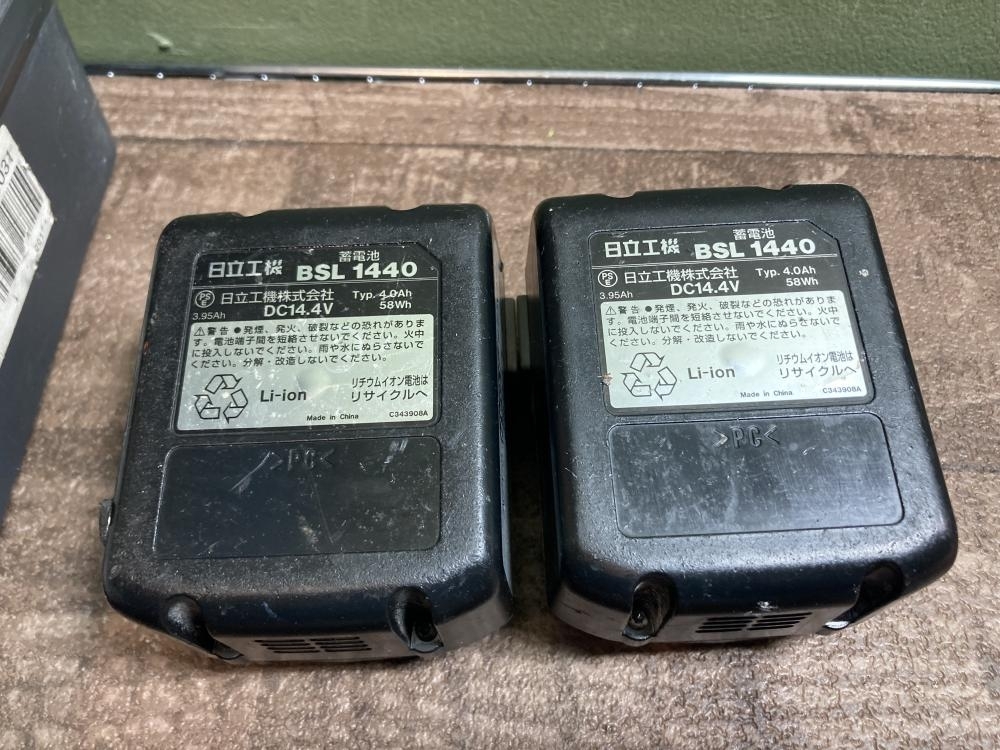 031
蓄電池
日立工機 BSL 1440
PSE 日立工機株式会社 Typ. 4.0Ah
3.95Ah DC14.4V 58Wh
⚠警告 ●発煙、発火、破裂などの恐れがありま
す。電池端子間を短絡させないでください。火中
に投入しないでください。雨や水にぬらさないで
ください。分解・改造しないでください。
Li-ion リチウムイオン電池は
リサイクルへ
Made in China C343908A
>PC<
蓄電池
日立工機 BSL 1440
PSE 日立工機株式会社 Typ. 4.0Ah
3.95Ah DC14.4V 58Wh
⚠警告 ●発煙、発火、破裂などの恐れがありま
す。電池端子間を短絡させないでください。火中
に投入しないでください。雨や水にぬらさないで
ください。分解・改造しないでください。
Li-ion リチウムイオン電池は
リサイクルへ
Made in China C343908A
>PC<